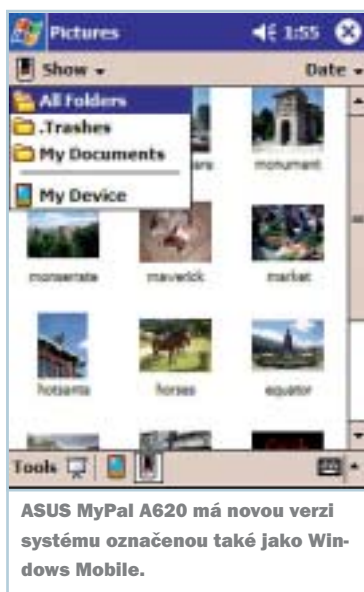 Pictures 1:55
Show Date
All Folders
.Trashes
My Documents
monument
My Device
monserrate maverick market
hotsanta horses equator
Tools
ASUS MyPal A620 má novou verzi
systému označenou také jako Win-
dows Mobile.